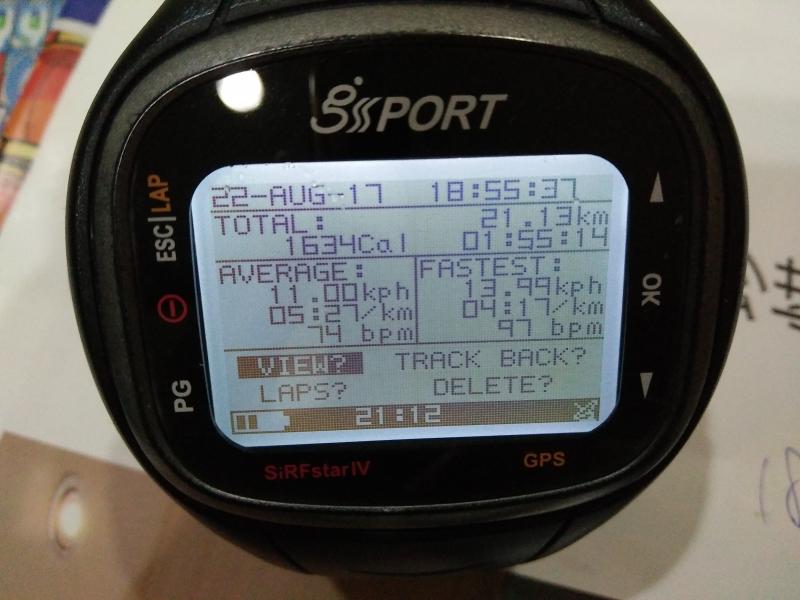 gsSPORT
22-AUG-17 18:55:37
TOTAL: 21.13km
1634Cal 01:55:14
AVERAGE: FASTEST:
11.00kph 13.99kph
05:27/km 04:17/km
74 bpm 97 bpm
VIEW? TRACK BACK?
LAPS? DELETE?
21:12
ESC|LAP
PG
OK
SiRFstarIV GPS